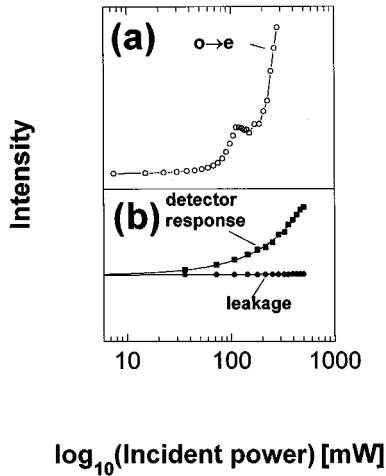 (a)
o→e
Intensity
(b)
detector
response
leakage
10
100
1000
log10(Incident power) [mW]